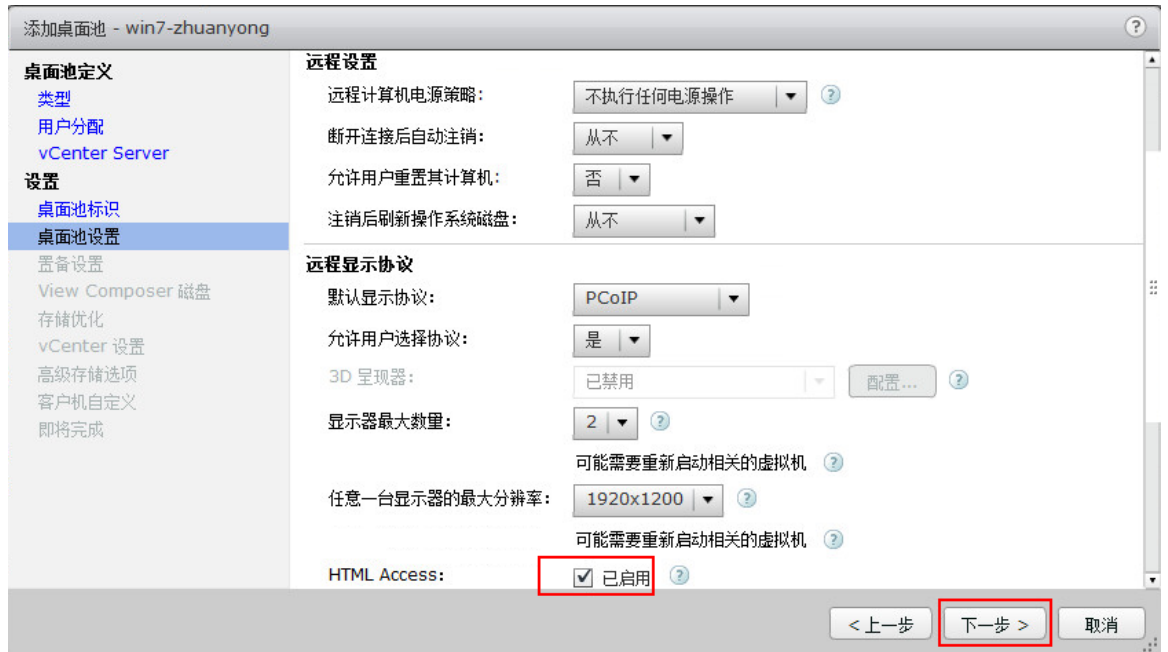 添加桌面池 - win7-zhuanyong
?
桌面池定义
类型
用户分配
vCenter Server
设置
桌面池标识
桌面池设置
置备设置
View Composer 磁盘
存储优化
vCenter 设置
高级存储选项
客户机自定义
即将完成
远程设置
远程计算机电源策略: 不执行任何电源操作 ?
断开连接后自动注销: 从不
允许用户重置其计算机: 否
注销后刷新操作系统磁盘: 从不
远程显示协议
默认显示协议: PCoIP
允许用户选择协议: 是
3D 呈现器: 已禁用 配置... ?
显示器最大数量: 2 ?
可能需要重新启动相关的虚拟机 ?
任意一台显示器的最大分辨率: 1920x1200 ?
可能需要重新启动相关的虚拟机 ?
HTML Access: 已启用 ?
< 上一步 下一步 > 取消